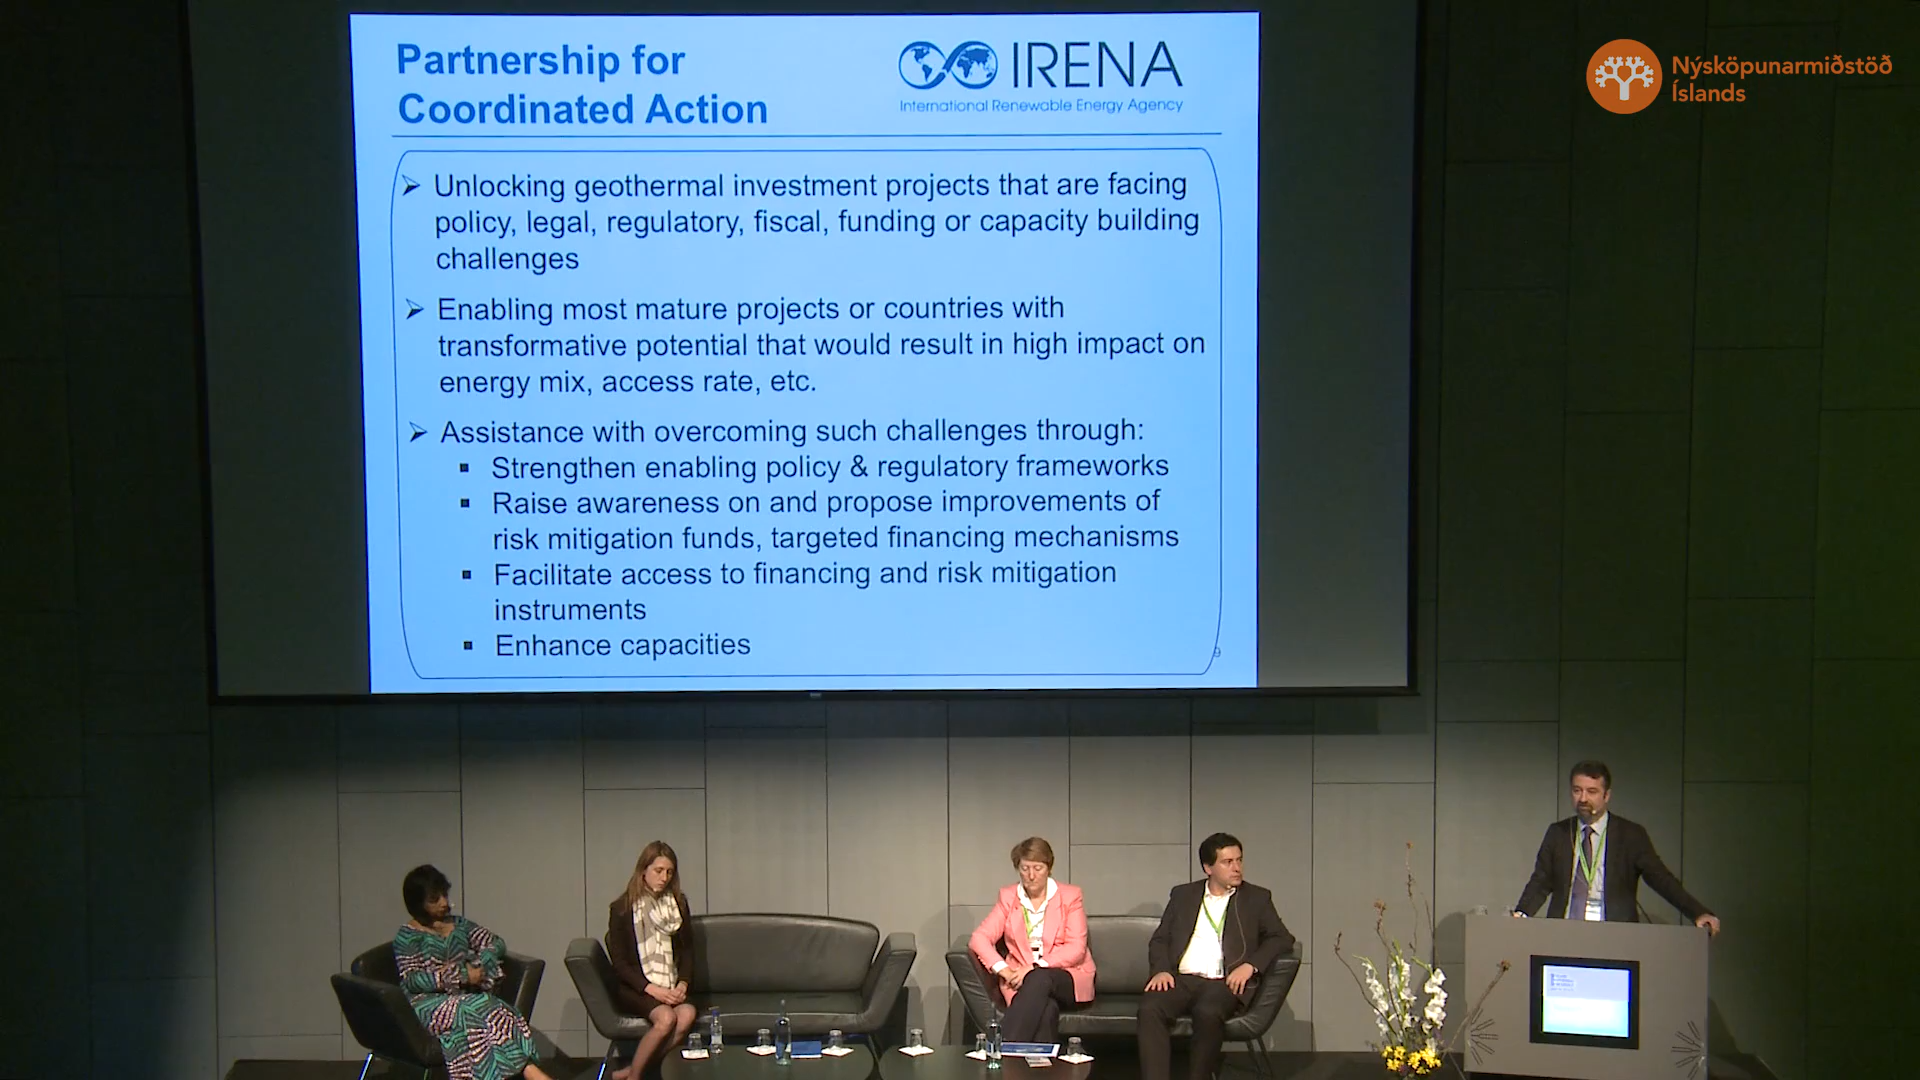 Partnership for
Coordinated Action
IRENA
International Renewable Energy Agency
Nýsköpunarmiðstöð
Íslands
➢ Unlocking geothermal investment projects that are facing
policy, legal, regulatory, fiscal, funding or capacity building
challenges
➢ Enabling most mature projects or countries with
transformative potential that would result in high impact on
energy mix, access rate, etc.
➢ Assistance with overcoming such challenges through:
▪ Strengthen enabling policy & regulatory frameworks
▪ Raise awareness on and propose improvements of
risk mitigation funds, targeted financing mechanisms
▪ Facilitate access to financing and risk mitigation
instruments
▪ Enhance capacities
9